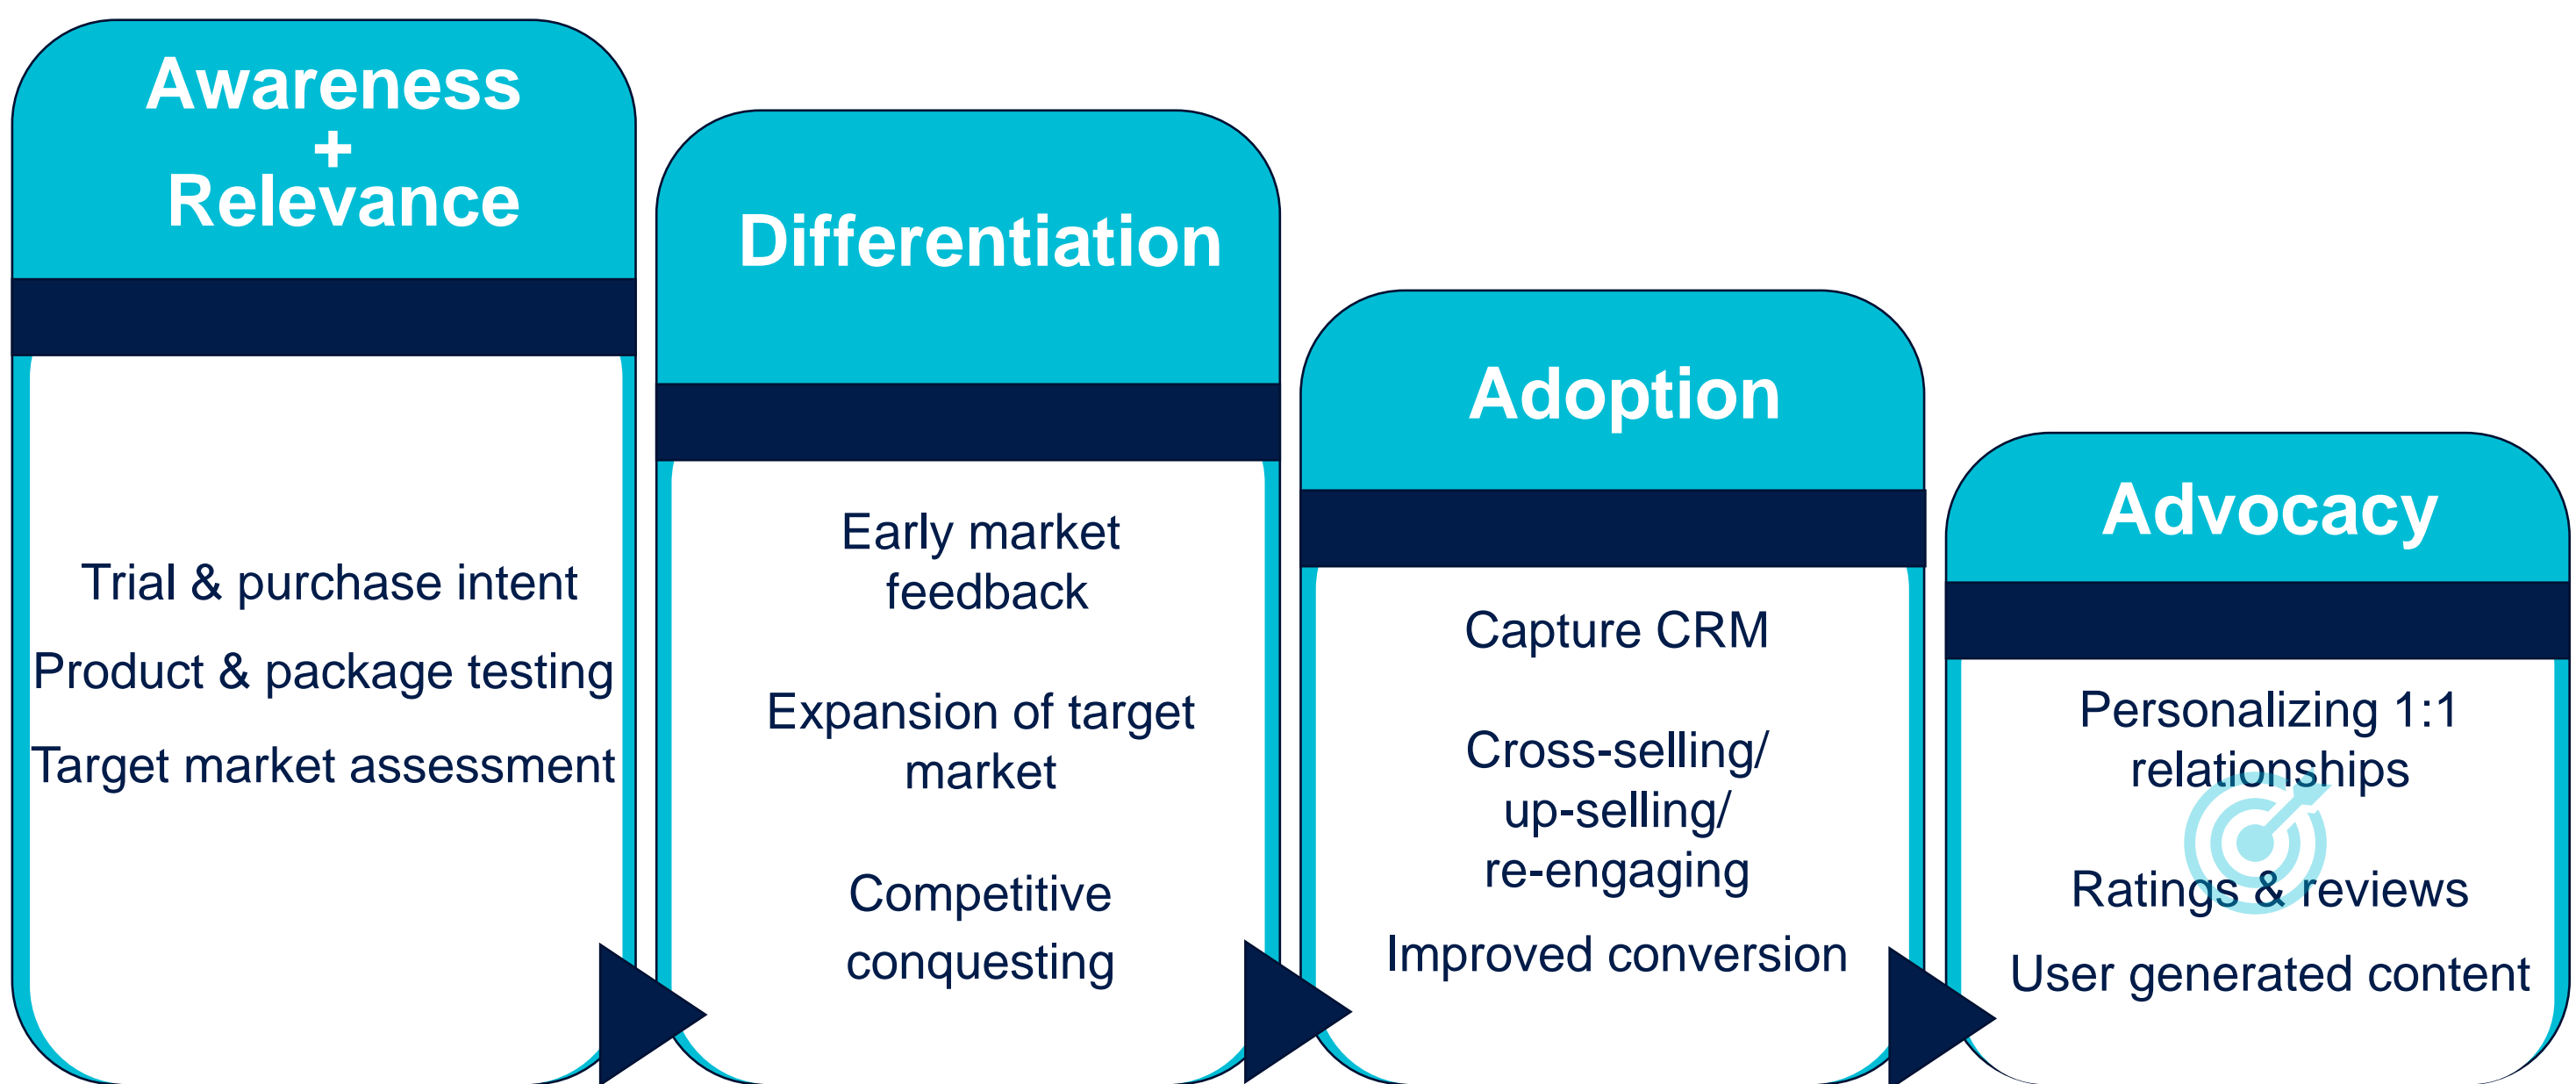 Awareness
+
Relevance
Trial & purchase intent
Product & package testing
Target market assessment
Differentiation
Early market
feedback
Expansion of target
market
Competitive
conquesting
Adoption
Capture CRM
Cross-selling/
up-selling/
re-engaging
Improved conversion
Advocacy
Personalizing 1:1
relationships
Ratings & reviews
User generated content